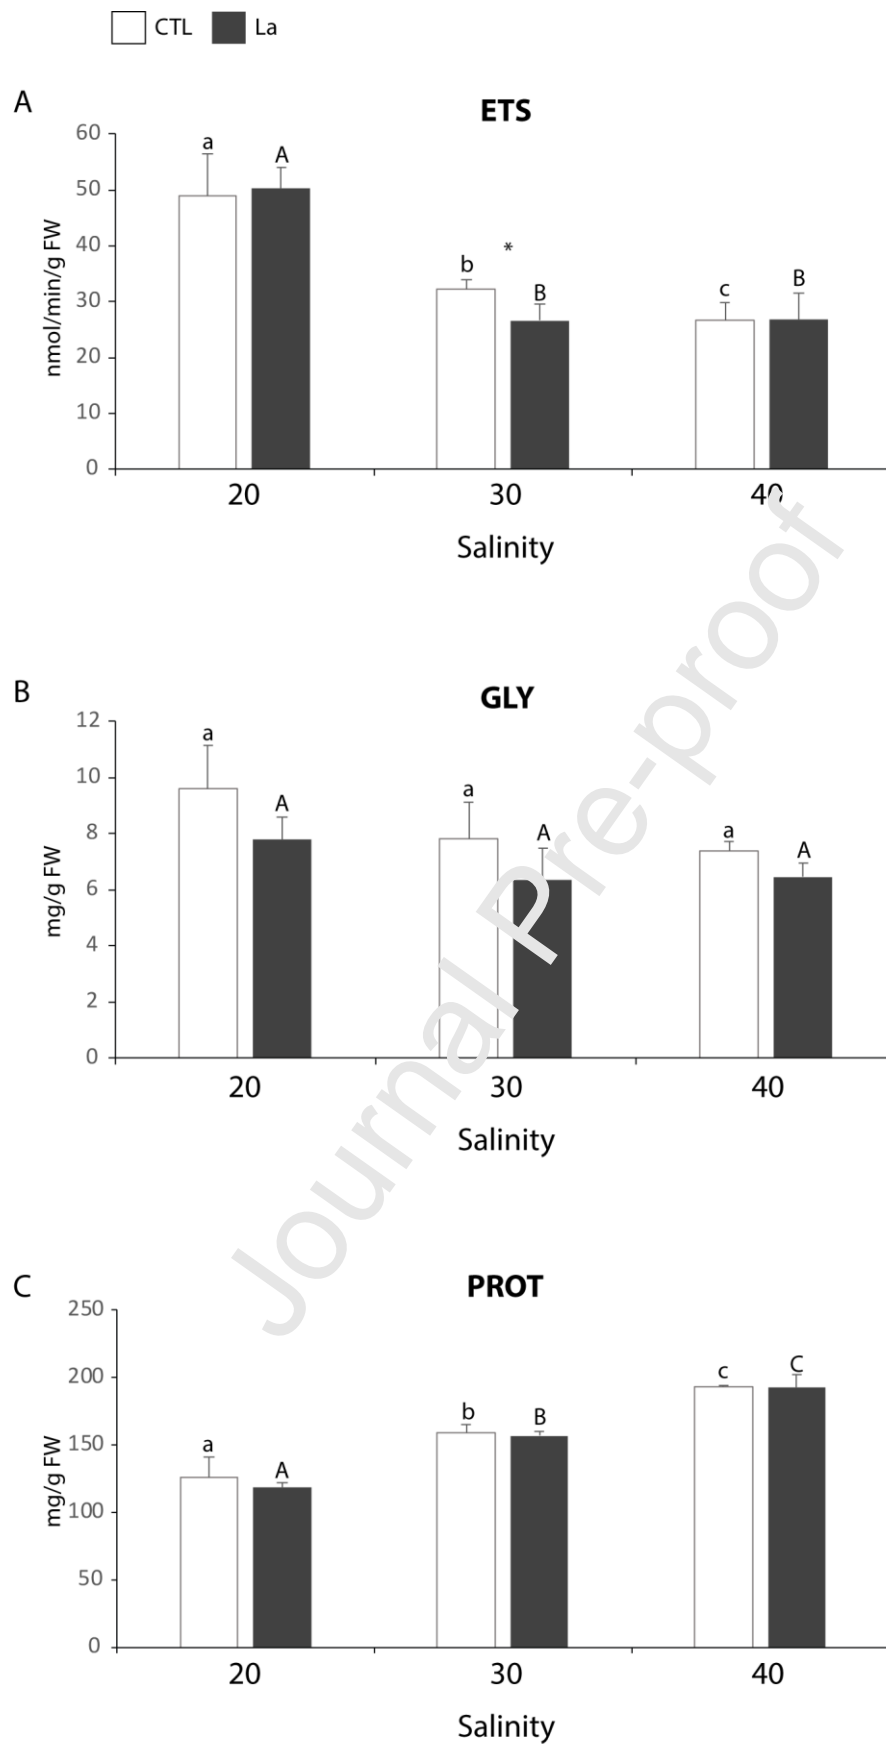 CTL La
A
ETS
60
50
40
30
20
10
0
nmol/min/g FW
a A
b * B
c B
20 30 40
Salinity
B
GLY
12
10
8
6
4
2
0
mg/g FW
a A
a A
a A
20 30 40
Salinity
C
PROT
250
200
150
100
50
0
mg/g FW
a A
b B
c C
20 30 40
Salinity
Journal Pre-proof